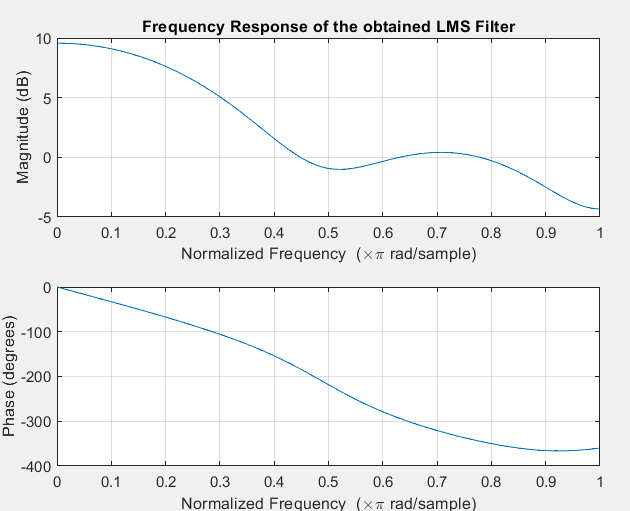 Frequency Response of the obtained LMS Filter
10
5
0
-5
Magnitude (dB)
0 0.1 0.2 0.3 0.4 0.5 0.6 0.7 0.8 0.9 1
Normalized Frequency (×π rad/sample)
0
-100
-200
-300
-400
Phase (degrees)
0 0.1 0.2 0.3 0.4 0.5 0.6 0.7 0.8 0.9 1
Normalized Frequency (×π rad/sample)